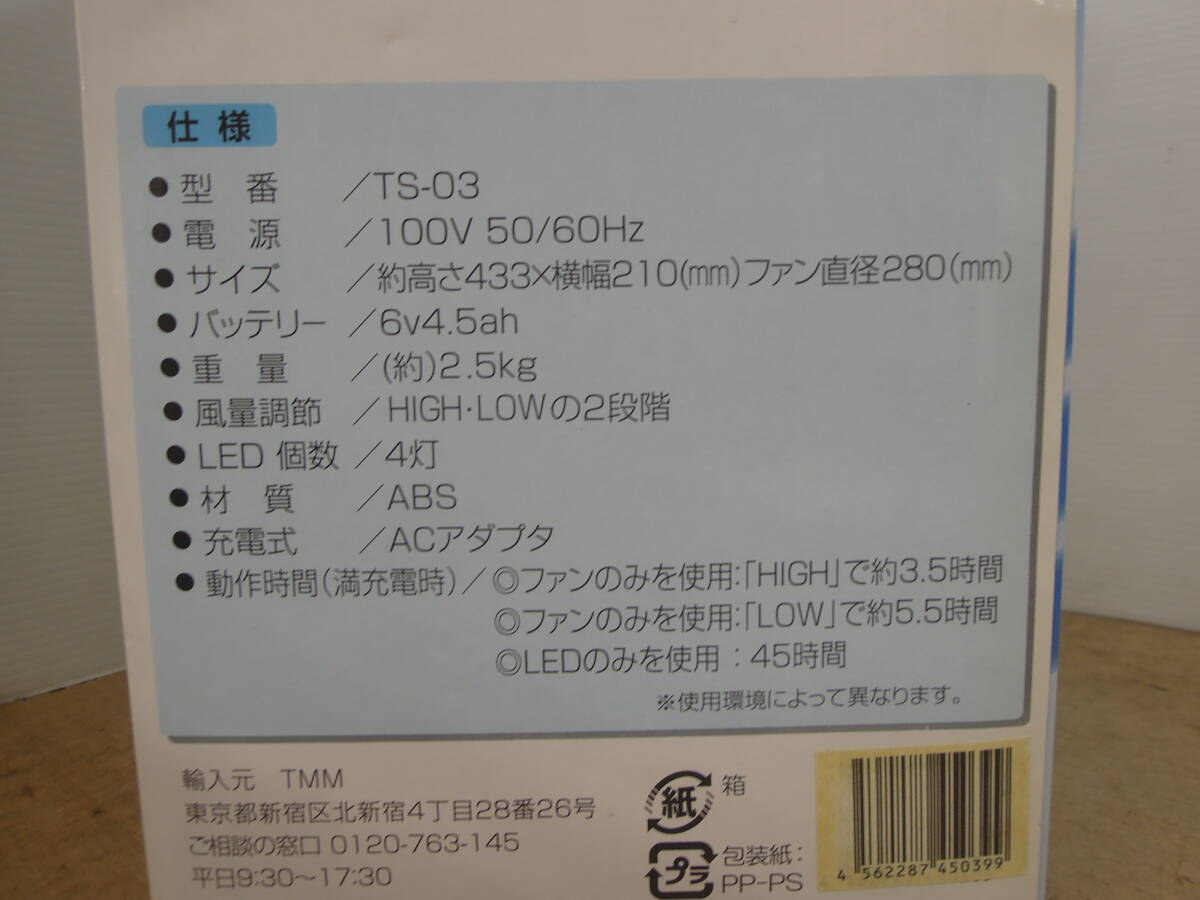 仕様
●型番／TS-03
●電源／100V 50/60Hz
●サイズ／約高さ433×横幅210(mm)ファン直径280(mm)
●バッテリー／6v4.5ah
●重量／(約)2.5kg
●風量調節／HIGH･LOWの2段階
●LED 個数／4灯
●材質／ABS
●充電式／ACアダプタ
●動作時間(満充電時)／◎ファンのみを使用:｢HIGH｣で約3.5時間
◎ファンのみを使用:｢LOW｣で約5.5時間
◎LEDのみを使用：45時間
※使用環境によって異なります。
輸入元 TMM
東京都新宿区北新宿4丁目28番26号
ご相談の窓口 0120-763-145
平日9:30～17:30
紙 箱
プラ 包装紙：
PP-PS
4 562287 450399